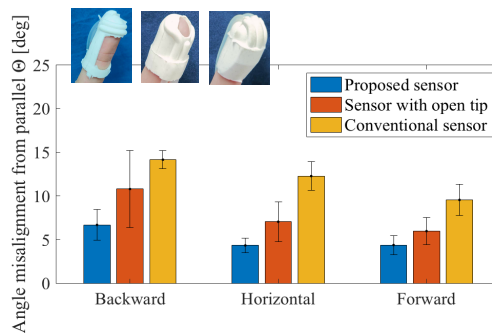 Angle misalignment from parallel Θ [deg]
25
20
15
10
5
0
Proposed sensor
Sensor with open tip
Conventional sensor
Backward
Horizontal
Forward